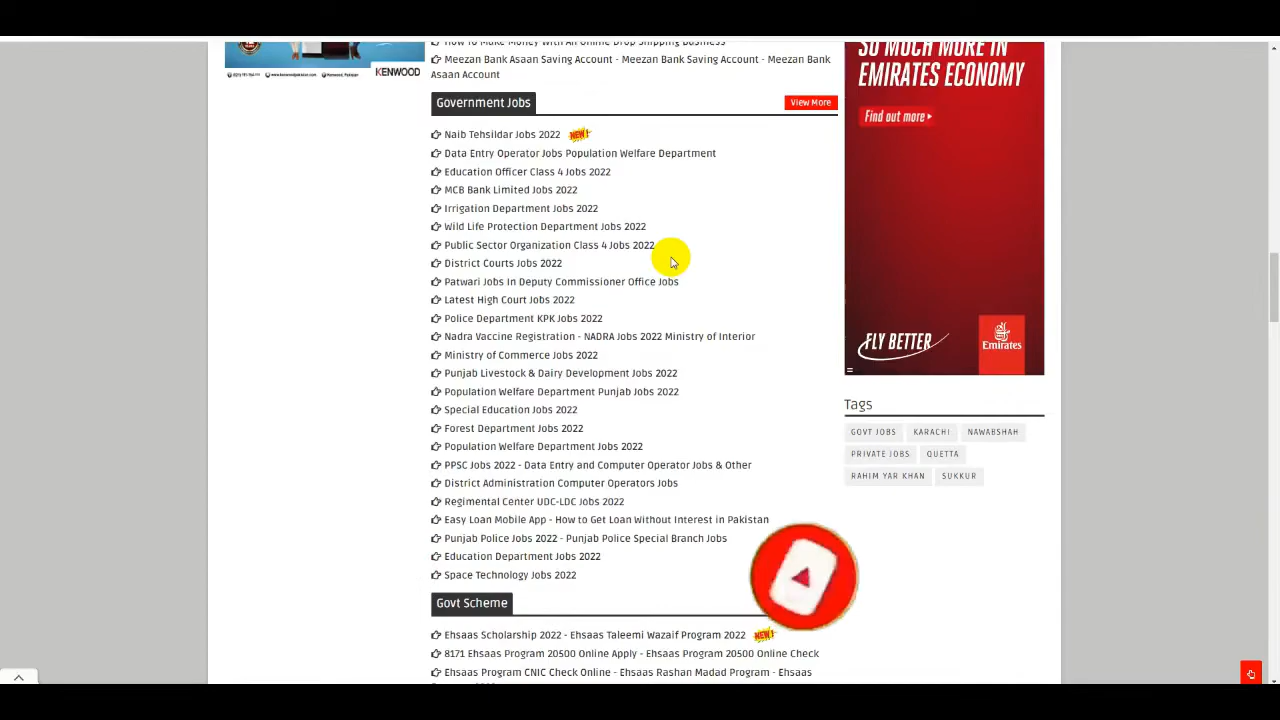 KENWOOD
How To Make Money With An Online Drop Shipping Business
Meezan Bank Asaan Saving Account - Meezan Bank Saving Account - Meezan Bank
Asaan Account
Government Jobs
View More
Naib Tehsildar Jobs 2022 NEW!
Data Entry Operator Jobs Population Welfare Department
Education Officer Class 4 Jobs 2022
MCB Bank Limited Jobs 2022
Irrigation Department Jobs 2022
Wild Life Protection Department Jobs 2022
Public Sector Organization Class 4 Jobs 2022
District Courts Jobs 2022
Patwari Jobs In Deputy Commissioner Office Jobs
Latest High Court Jobs 2022
Police Department KPK Jobs 2022
Nadra Vaccine Registration - NADRA Jobs 2022 Ministry of Interior
Ministry of Commerce Jobs 2022
Punjab Livestock & Dairy Development Jobs 2022
Population Welfare Department Punjab Jobs 2022
Special Education Jobs 2022
Forest Department Jobs 2022
Population Welfare Department Jobs 2022
PPSC Jobs 2022 - Data Entry and Computer Operator Jobs & Other
District Administration Computer Operators Jobs
Regimental Center UDC-LDC Jobs 2022
Easy Loan Mobile App - How to Get Loan Without Interest in Pakistan
Punjab Police Jobs 2022 - Punjab Police Special Branch Jobs
Education Department Jobs 2022
Space Technology Jobs 2022
Govt Scheme
Ehsaas Scholarship 2022 - Ehsaas Taleemi Wazaif Program 2022 NEW!
8171 Ehsaas Program 20500 Online Apply - Ehsaas Program 20500 Online Check
Ehsaas Program CNIC Check Online - Ehsaas Rashan Madad Program - Ehsaas
SO MUCH MORE IN
EMIRATES ECONOMY
Find out more
FLY BETTER
Emirates
Tags
GOVT JOBS
KARACHI
NAWABSHAH
PRIVATE JOBS
QUETTA
RAHIM YAR KHAN
SUKKUR